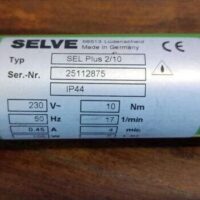 SELVE
58513 Lüdenscheid
Made in Germany
CE
Typ SEL Plus 2/10
Ser.-Nr. 25112875
IP44
230 V~ 10 Nm
50 Hz 17 1/min
0.45 A 4 min